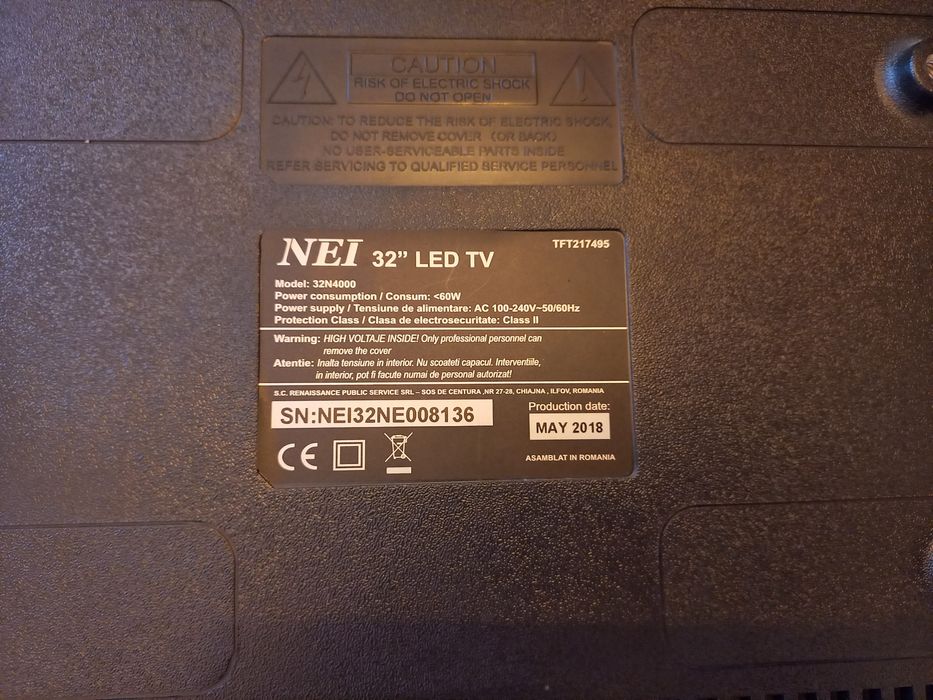 CAUTION
RISK OF ELECTRIC SHOCK
DO NOT OPEN
CAUTION: TO REDUCE THE RISK OF ELECTRIC SHOCK,
DO NOT REMOVE COVER (OR BACK)
NO USER-SERVICEABLE PARTS INSIDE
REFER SERVICING TO QUALIFIED SERVICE PERSONNEL
NEI 32” LED TV
TFT217495
Model: 32N4000
Power consumption / Consum: <60W
Power supply / Tensiune de alimentare: AC 100-240V~50/60Hz
Protection Class / Clasa de electrosecuritate: Class II
Warning: HIGH VOLTAJE INSIDE! Only professional personnel can
remove the cover
Atentie: Inalta tensiune in interior. Nu scoateti capacul. Interventiile,
in interior, pot fi facute numai de personal autorizat!
S.C. RENAISSANCE PUBLIC SERVICE SRL – SOS DE CENTURA ,NR 27-28, CHIAJNA , ILFOV, ROMANIA
SN:NEI32NE008136
Production date:
MAY 2018
CE
ASAMBLAT IN ROMANIA